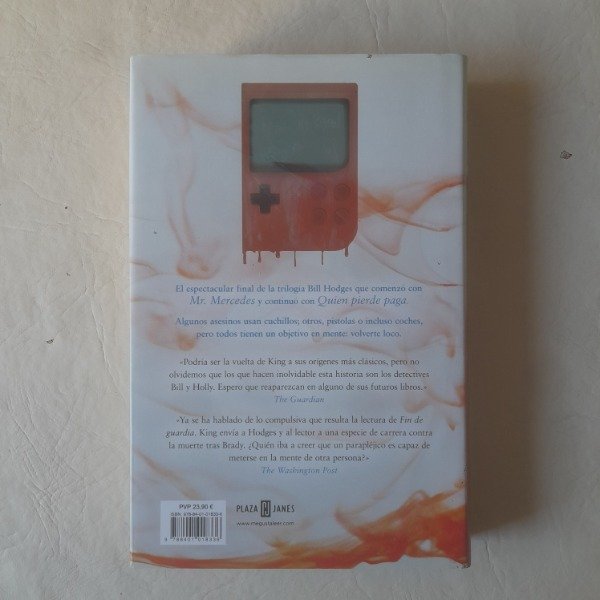 El espectacular final de la trilogía Bill Hodges que comenzó con
Mr. Mercedes y continuó con Quien pierde paga.
Algunos asesinos usan cuchillos; otros, pistolas o incluso coches,
pero todos tienen un objetivo en mente: volverte loco.
«Podría ser la vuelta de King a sus orígenes más clásicos, pero no
olvidemos que los que hacen inolvidable esta historia son los detectives
Bill y Holly. Espero que reaparezcan en alguno de sus futuros libros.»
The Guardian
«Ya se ha hablado de lo compulsiva que resulta la lectura de Fin de
guardia. King envía a Hodges y al lector a una especie de carrera contra
la muerte tras Brady. ¿Quién iba a creer que un parapléjico es capaz de
meterse en la mente de otra persona?»
The Washington Post
PVP 23,90 €
PLAZA JANÉS
www.megustaleer.com
9 788401 018336